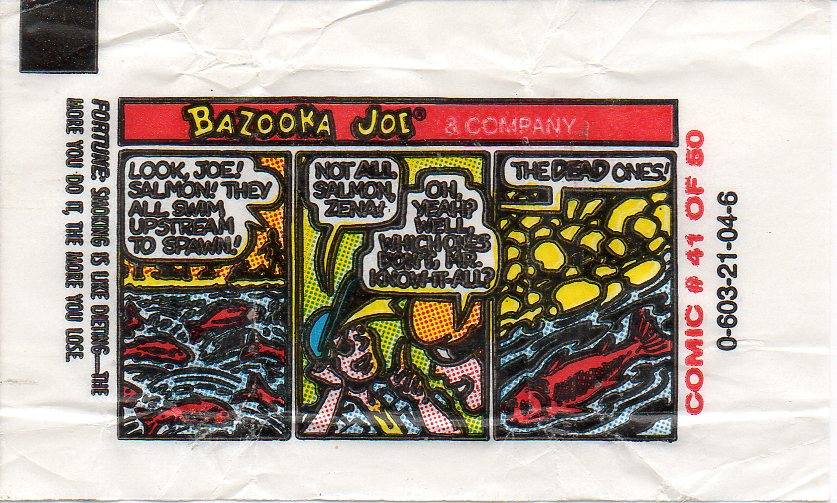 BAZOOKA JOE® & COMPANY
LOOK, JOE!
SALMON! THEY
ALL SWIM
UPSTREAM
TO SPAWN!
NOT ALL
SALMON,
ZENA!
OH,
YEAH?
WELL,
WHICH ONES
DON'T, MR.
KNOW-IT-ALL?
THE DEAD ONES!
FORTUNE: SMOKING IS LIKE DIETING—THE
MORE YOU DO IT, THE MORE YOU LOSE.
COMIC # 41 OF 50
0-603-21-04-6